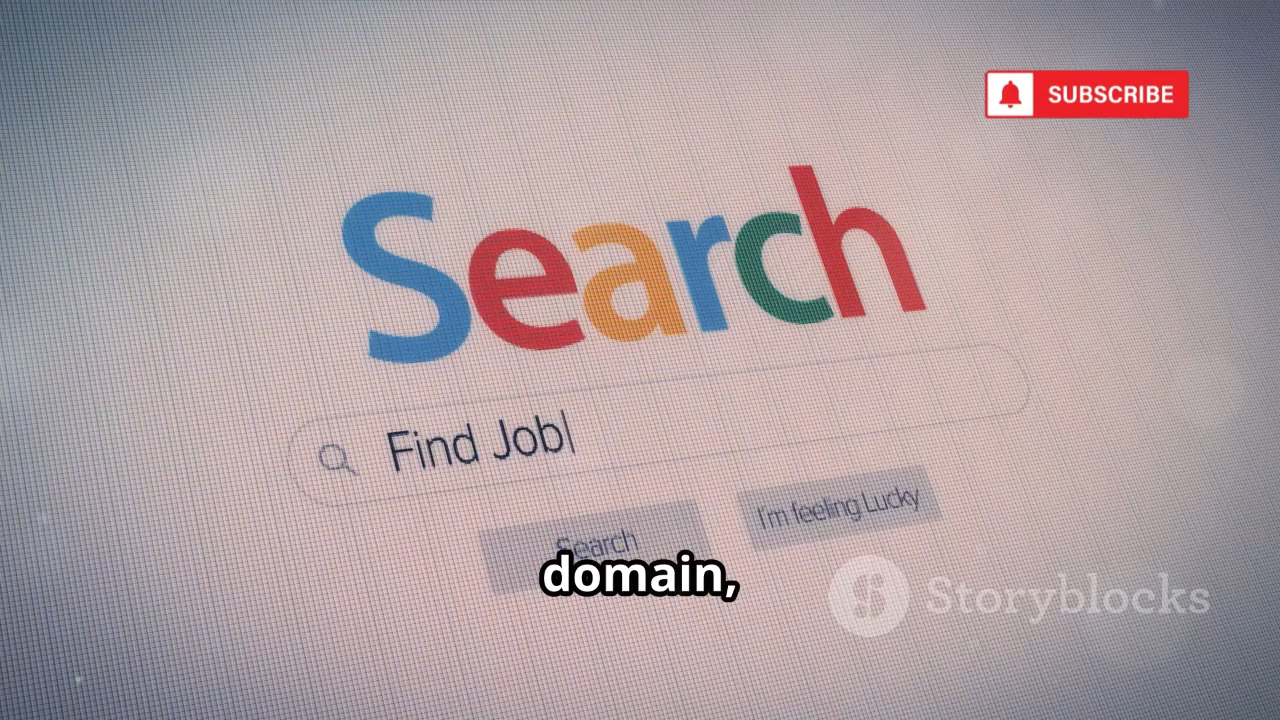 SUBSCRIBE
Search
Find Job
Search
I'm feeling Lucky
domain,
Storyblocks